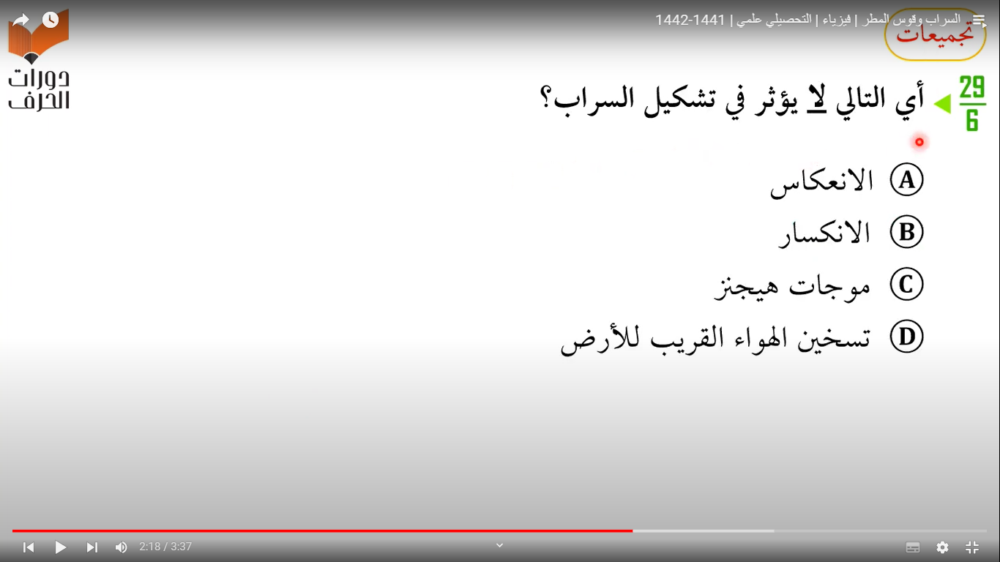 السراب وقوس المطر | فيزياء | التحصيلي علمي | 1441-1442
تجميعات
دورات
الحرف
29
6
أي التالي لا يؤثر في تشكيل السراب؟
A الانعكاس
B الانكسار
C موجات هيجنز
D تسخين الهواء القريب للأرض
2:18 / 3:37